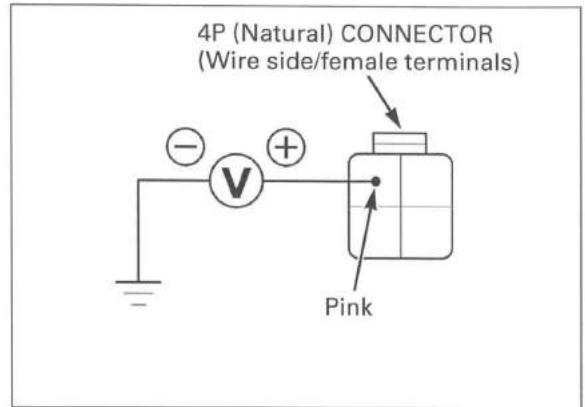 4P (Natural) CONNECTOR
(Wire side/female terminals)
− V +
Pink